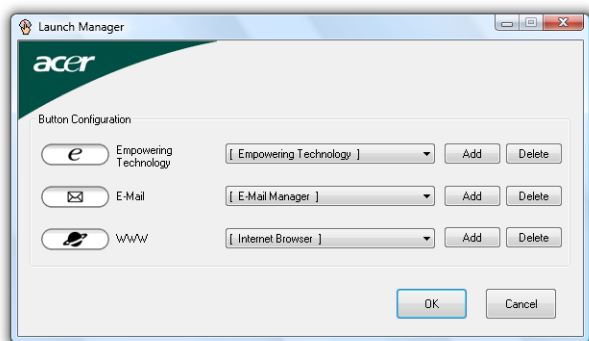 Launch Manager
acer
Button Configuration
e Empowering Technology [ Empowering Technology ] Add Delete
E-Mail [ E-Mail Manager ] Add Delete
WWW [ Internet Browser ] Add Delete
OK Cancel